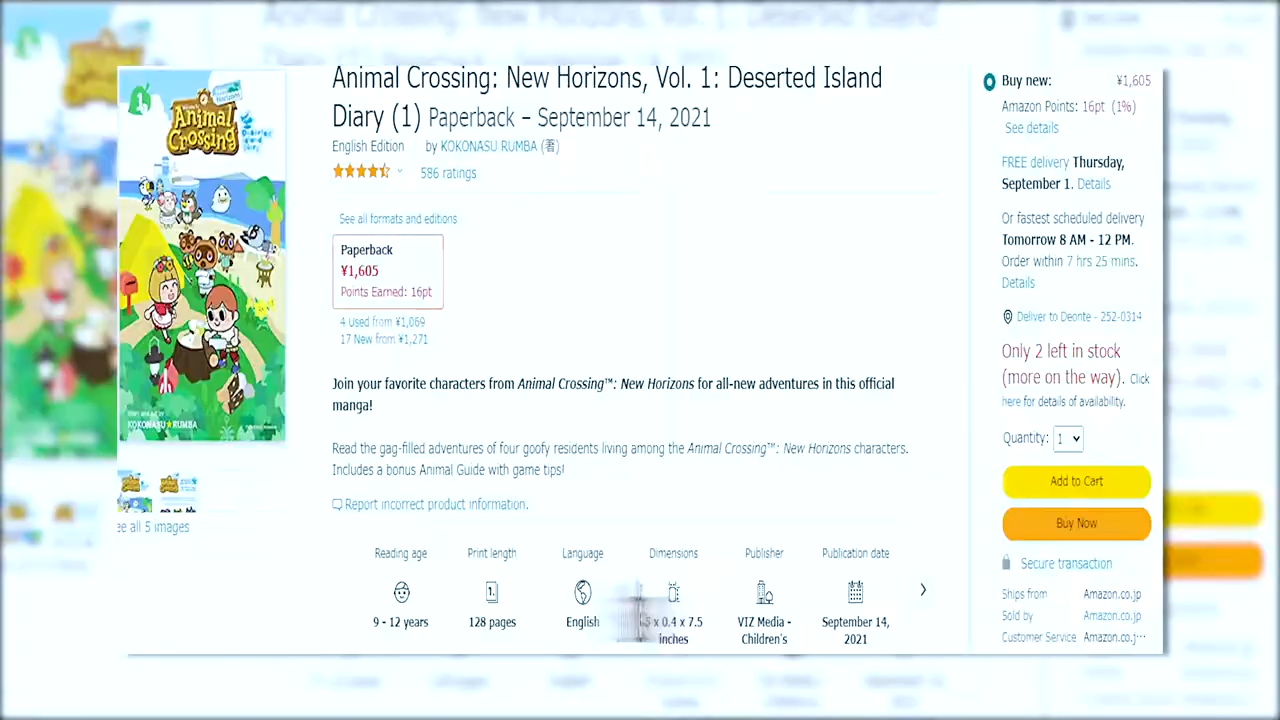 Animal Crossing: New Horizons, Vol. 1: Deserted Island
Diary (1) Paperback – September 14, 2021
English Edition by KOKONASU RUMBA (著)
586 ratings
See all formats and editions
Paperback
¥1,605
Points Earned: 16pt
4 Used from ¥1,069
17 New from ¥1,271
Join your favorite characters from Animal Crossing™: New Horizons for all-new adventures in this official
manga!
Read the gag-filled adventures of four goofy residents living among the Animal Crossing™: New Horizons characters.
Includes a bonus Animal Guide with game tips!
Report incorrect product information.
Reading age
9 - 12 years
Print length
1.
128 pages
Language
English
Dimensions
x 0.4 x 7.5
inches
Publisher
VIZ Media -
Children's
Publication date
September 14,
2021
1
Animal
Crossing
KOKONASU★RUMBA
ee all 5 images
Buy new: ¥1,605
Amazon Points: 16pt (1%)
See details
FREE delivery Thursday,
September 1. Details
Or fastest scheduled delivery
Tomorrow 8 AM - 12 PM.
Order within 7 hrs 25 mins.
Details
Deliver to Deonte - 252-0314
Only 2 left in stock
(more on the way). Click
here for details of availability.
Quantity: 1
Add to Cart
Buy Now
Secure transaction
Ships from Amazon.co.jp
Sold by Amazon.co.jp
Customer Service Amazon.co.j···